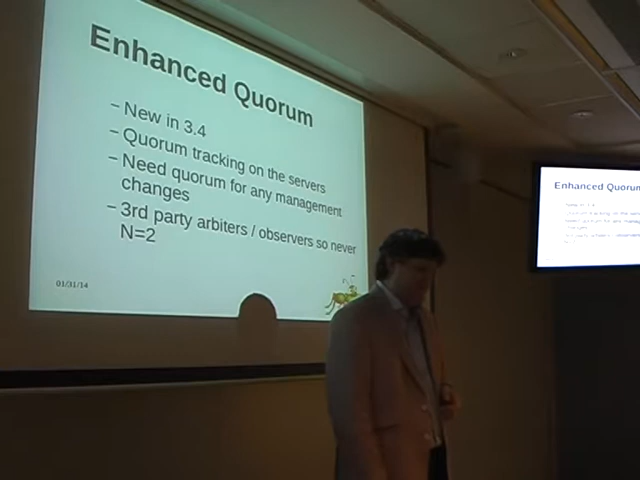 Enhanced Quorum
– New in 3.4
– Quorum tracking on the servers
– Need quorum for any management
changes
– 3rd party arbiters / observers so never
N=2
01/31/14
Enhanced Quorum